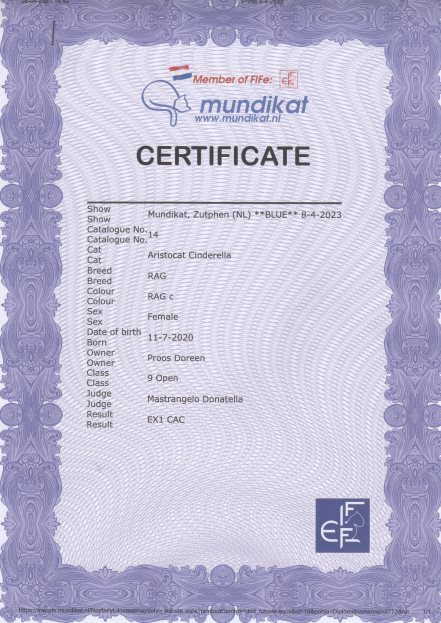 Member of FIFe:
mundikat
www.mundikat.nl
CERTIFICATE
Show
Show
Mundikat, Zutphen (NL) **BLUE** 8-4-2023
Catalogue No.
Catalogue No.
14
Cat
Cat
Aristocat Cinderella
Breed
Breed
RAG
Colour
Colour
RAG c
Sex
Sex
Female
Date of birth
Born
11-7-2020
Owner
Owner
Proos Doreen
Class
Class
9 Open
Judge
Judge
Mastrangelo Donatella
Result
Result
EX1 CAC
FIFE
1/1